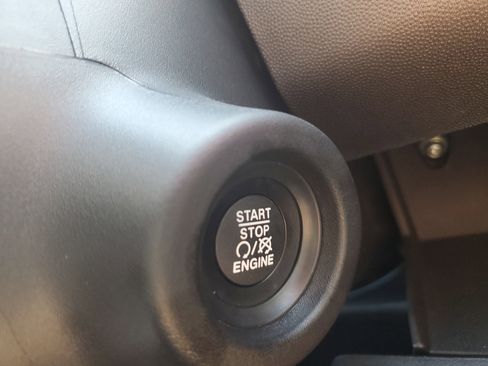 START
STOP
/
ENGINE